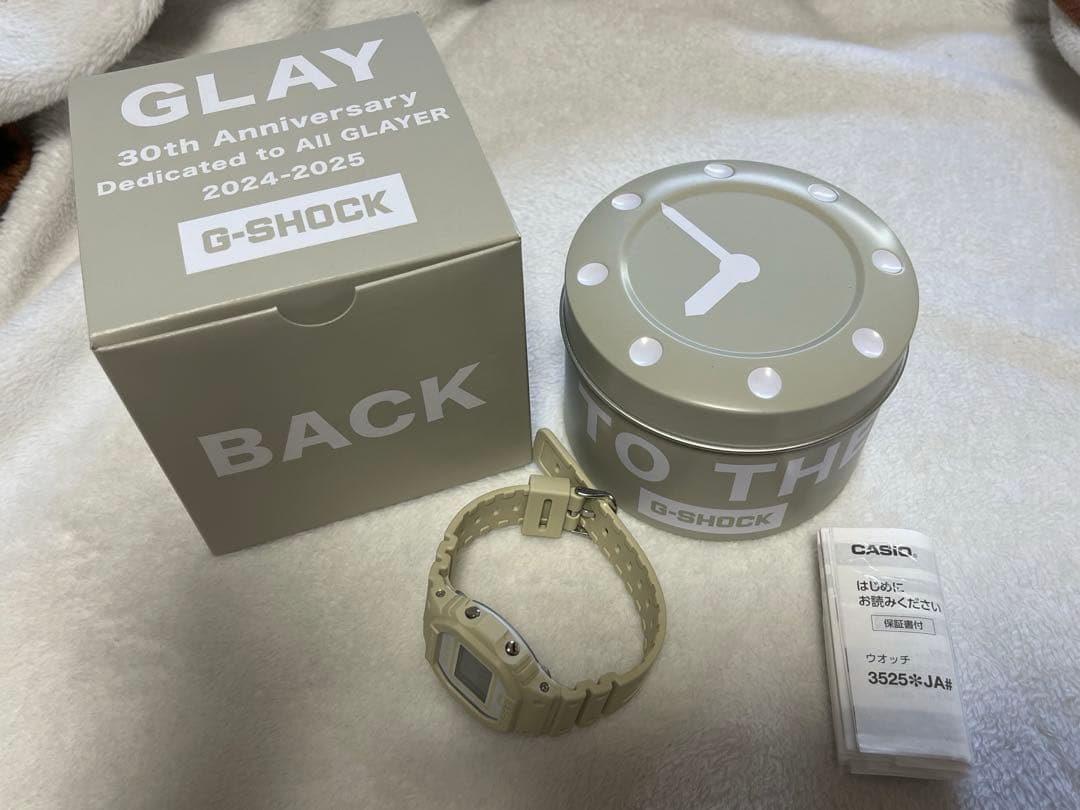 GLAY
30th Anniversary
Dedicated to All GLAYER
2024-2025
G-SHOCK
BACK
TO THE
G-SHOCK
CASIO
はじめに
お読みください
保証書付
ウオッチ
3525✻JA#